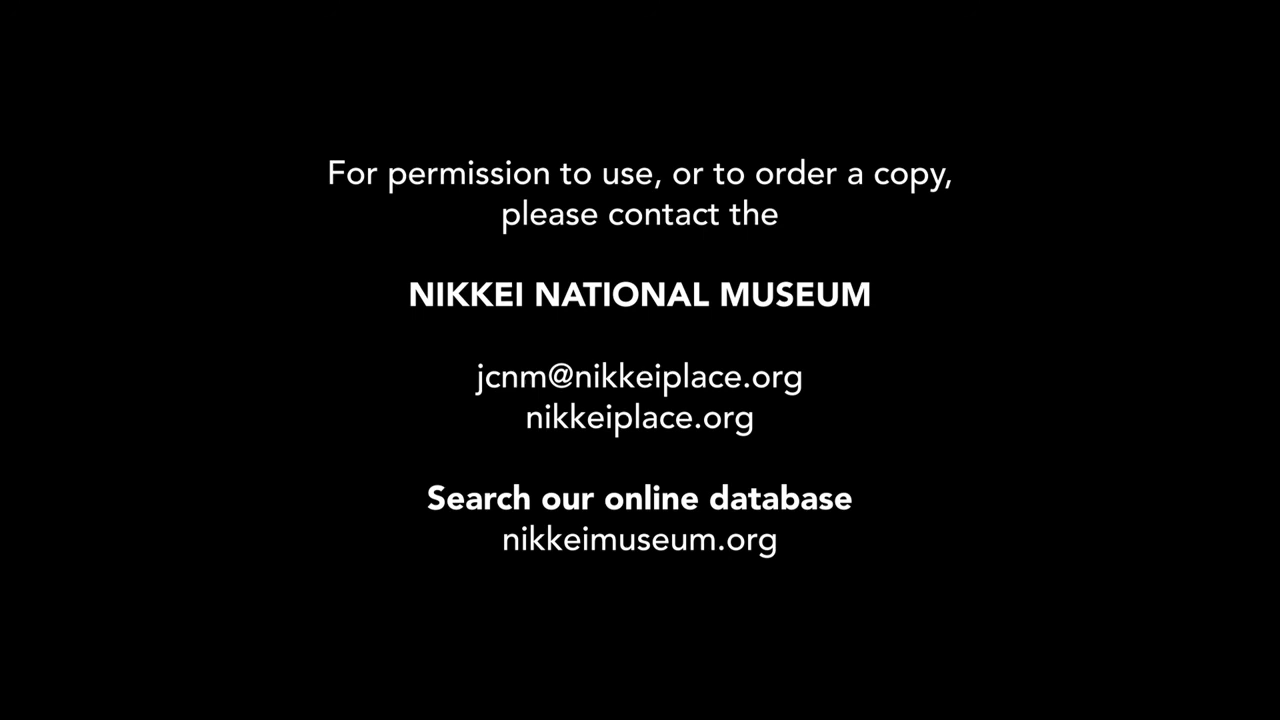 For permission to use, or to order a copy,
please contact the
NIKKEI NATIONAL MUSEUM
jcnm@nikkeiplace.org
nikkeiplace.org
Search our online database
nikkeimuseum.org